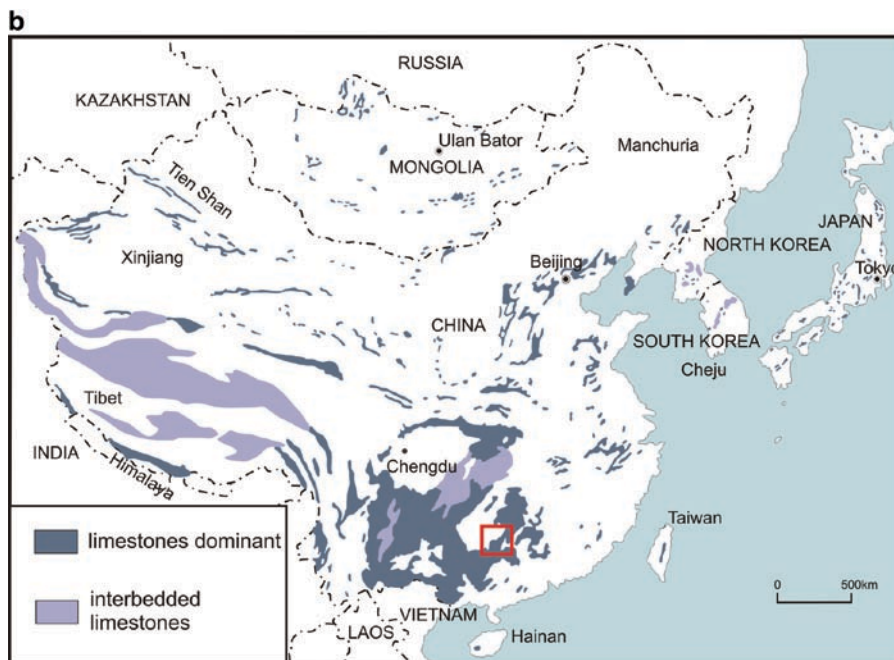 b
RUSSIA
KAZAKHSTAN
Ulan Bator
MONGOLIA
Manchuria
Tien Shan
JAPAN
Xinjiang
NORTH KOREA
Beijing
Tokyo
CHINA
SOUTH KOREA
Cheju
Tibet
INDIA
Himalaya
Chengdu
Taiwan
limestones dominant
interbedded
limestones
0 500km
VIETNAM
LAOS
Hainan